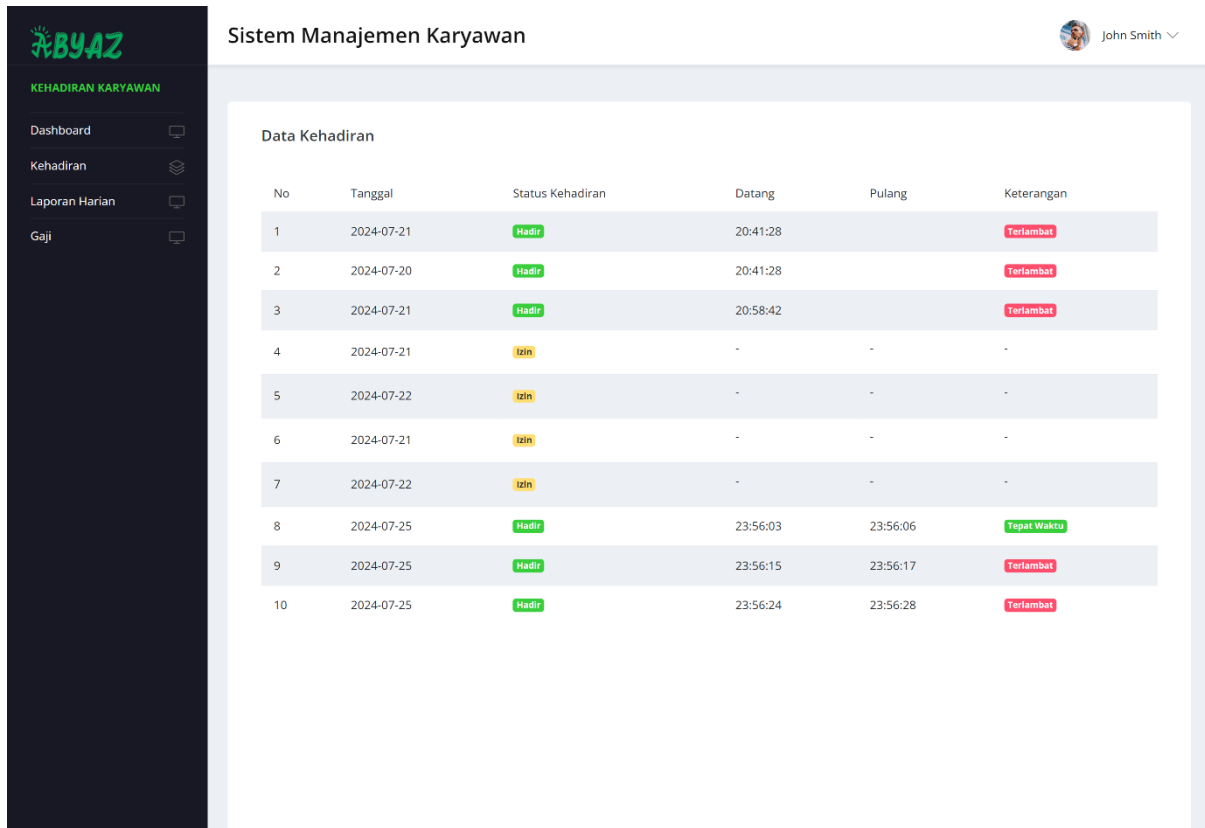 ABYAZ
Sistem Manajemen Karyawan
John Smith
KEHADIRAN KARYAWAN
Dashboard
Kehadiran
Laporan Harian
Gaji
Data Kehadiran
No Tanggal Status Kehadiran Datang Pulang Keterangan
1 2024-07-21 Hadir 20:41:28 Terlambat
2 2024-07-20 Hadir 20:41:28 Terlambat
3 2024-07-21 Hadir 20:58:42 Terlambat
4 2024-07-21 Izin - - -
5 2024-07-22 Izin - - -
6 2024-07-21 Izin - - -
7 2024-07-22 Izin - - -
8 2024-07-25 Hadir 23:56:03 23:56:06 Tepat Waktu
9 2024-07-25 Hadir 23:56:15 23:56:17 Terlambat
10 2024-07-25 Hadir 23:56:24 23:56:28 Terlambat